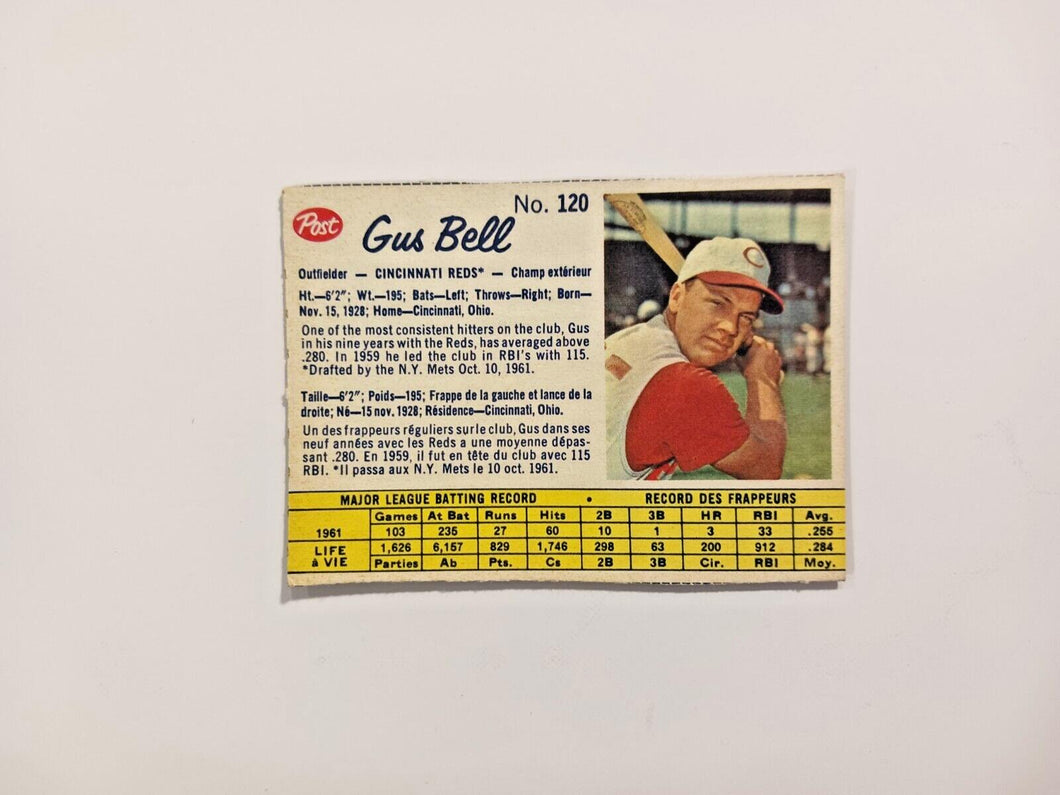 No. 120
Post
Gus Bell
Outfielder — CINCINNATI REDS* — Champ extérieur
Ht.—6'2"; Wt.—195; Bats—Left; Throws—Right; Born—
Nov. 15, 1928; Home—Cincinnati, Ohio.
One of the most consistent hitters on the club, Gus
in his nine years with the Reds, has averaged above
.280. In 1959 he led the club in RBI's with 115.
*Drafted by the N.Y. Mets Oct. 10, 1961.
Taille—6'2"; Poids—195; Frappe de la gauche et lance de la
droite; Né—15 nov. 1928; Résidence—Cincinnati, Ohio.
Un des frappeurs réguliers sur le club, Gus dans ses
neuf années avec les Reds a une moyenne dépas-
sant .280. En 1959, il fut en tête du club avec 115
RBI. *Il passa aux N.Y. Mets le 10 oct. 1961.
C
MAJOR LEAGUE BATTING RECORD • RECORD DES FRAPPEURS
Games At Bat Runs Hits 2B 3B HR RBI Avg.
1961 103 235 27 60 10 1 3 33 .255
LIFE 1,626 6,157 829 1,746 298 63 200 912 .284
à VIE Parties Ab Pts. Cs 2B 3B Cir. RBI Moy.